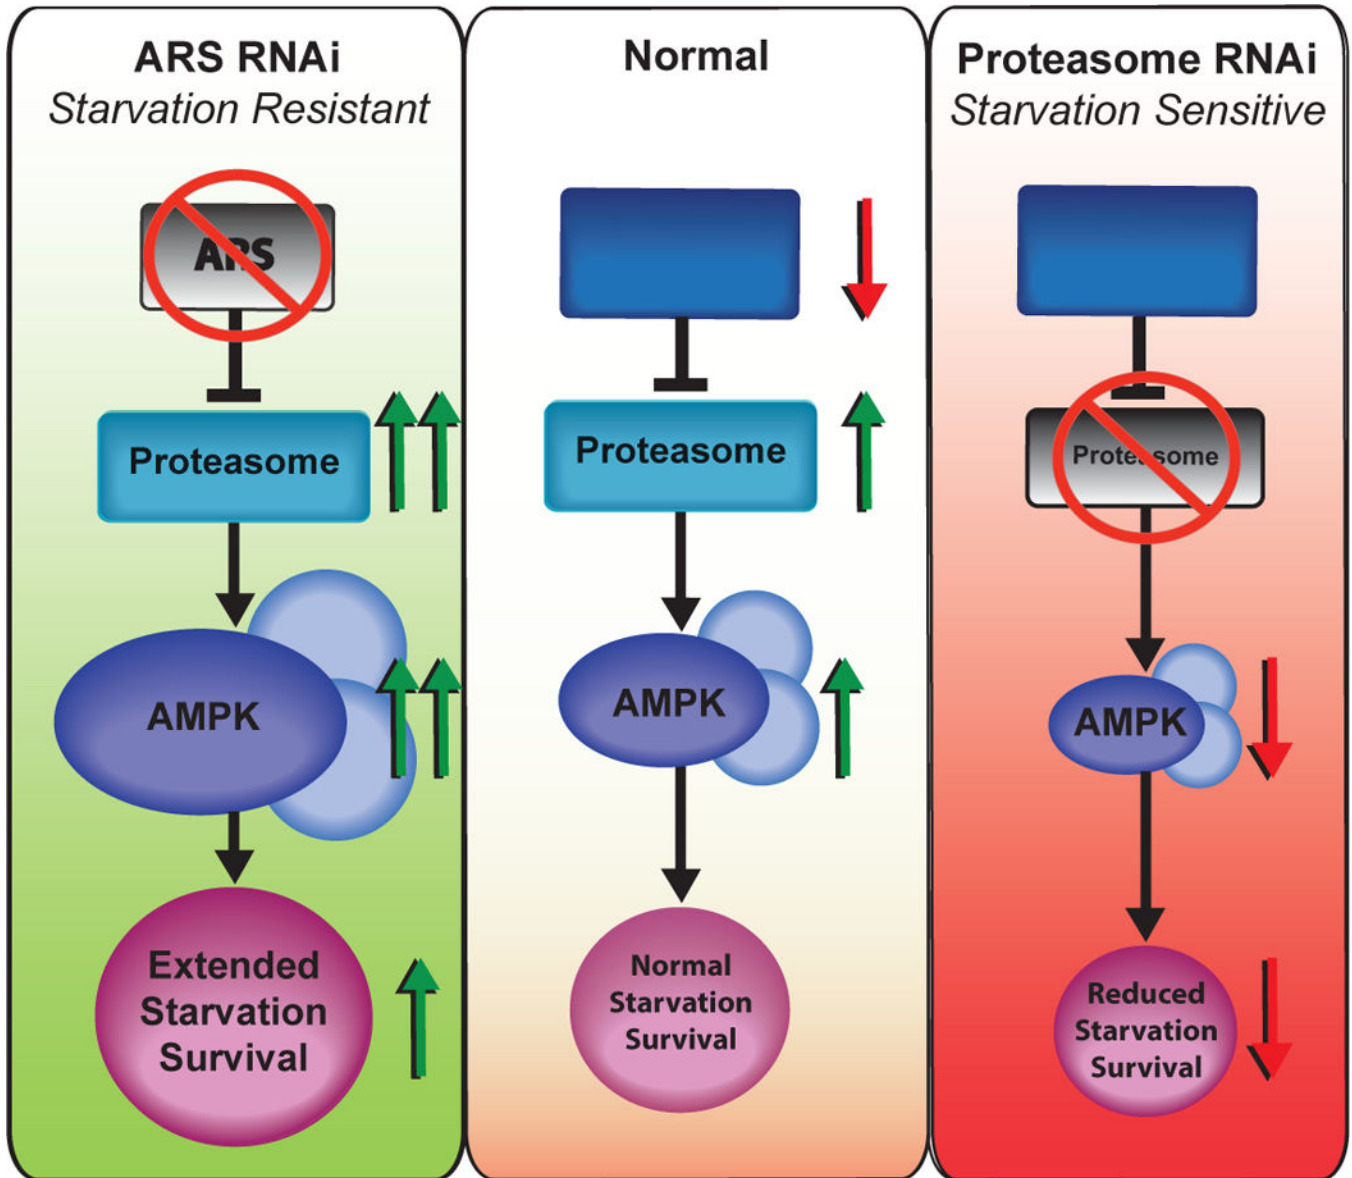 ARS RNAi
Starvation Resistant
ARS
Proteasome
AMPK
Extended
Starvation
Survival
Normal
Proteasome
AMPK
Normal
Starvation
Survival
Proteasome RNAi
Starvation Sensitive
Proteasome
AMPK
Reduced
Starvation
Survival